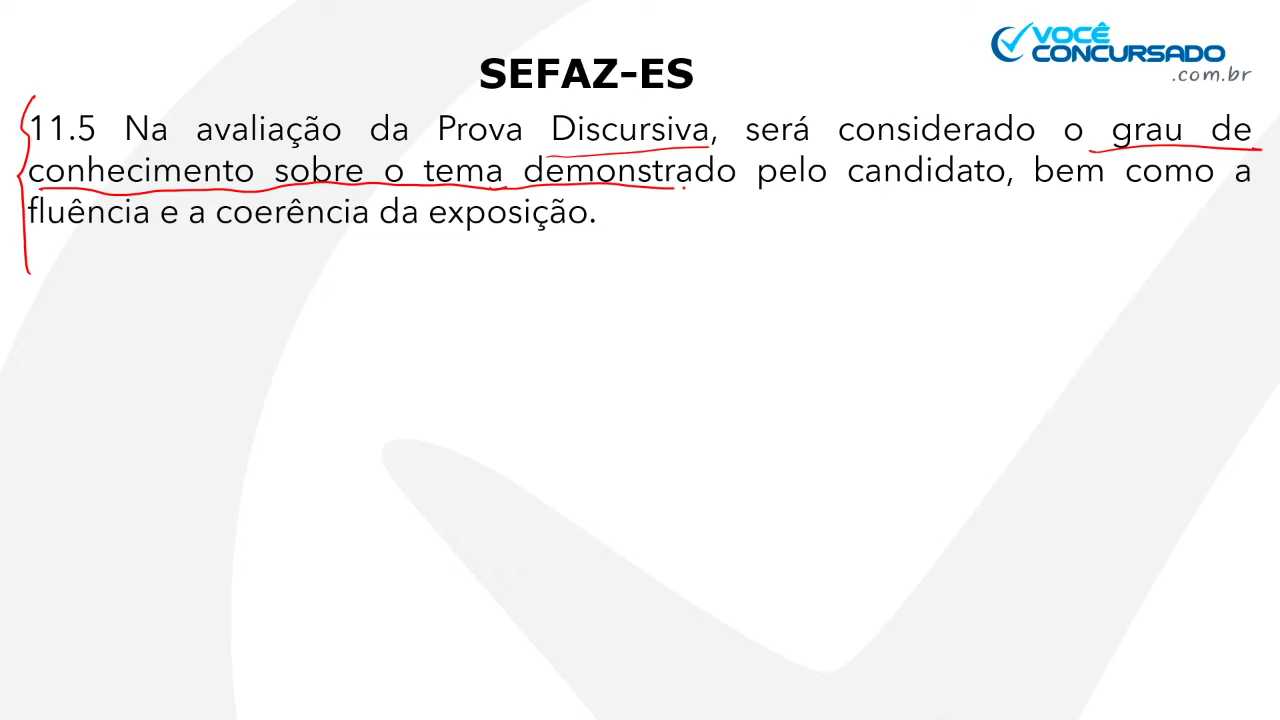 VOCÊ
CONCURSADO
.com.br
SEFAZ-ES
11.5 Na avaliação da Prova Discursiva, será considerado o grau de
conhecimento sobre o tema demonstrado pelo candidato, bem como a
fluência e a coerência da exposição.